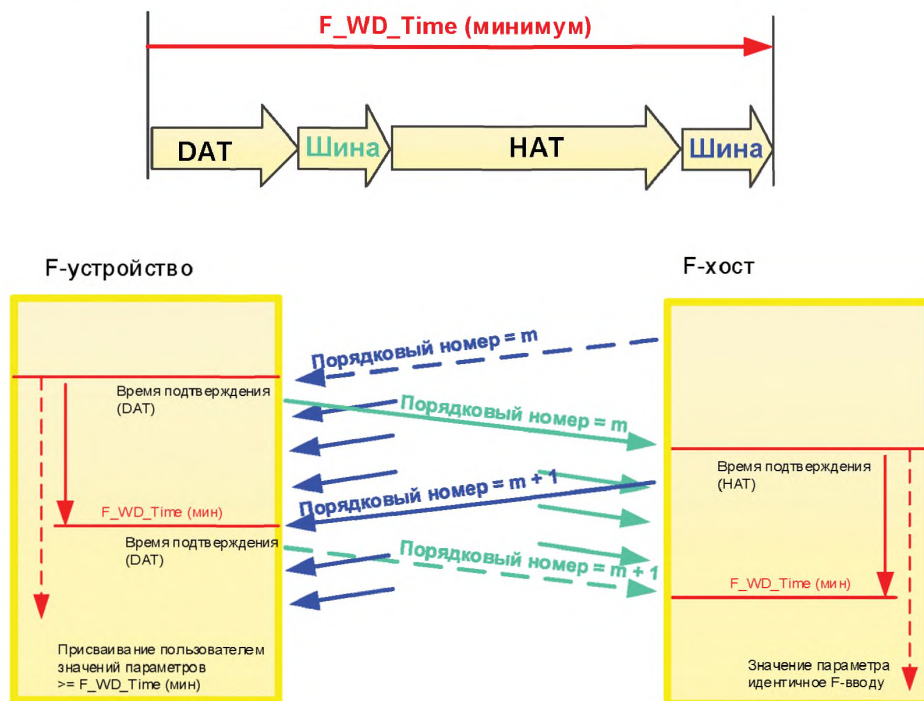 F_WD_Time (минимум)
DAT
Шина
HAT
Шина
F-устройство
F-хост
Порядковый номер = m
Время подтверждения
(DAT)
Порядковый номер = m
Время подтверждения
(HAT)
Порядковый номер = m + 1
F_WD_Time (мин)
Время подтверждения
(DAT)
Порядковый номер = m + 1
F_WD_Time (мин)
Присваивание пользователем
значений параметров
>= F_WD_Time (мин)
Значение параметра
идентичное F-вводу